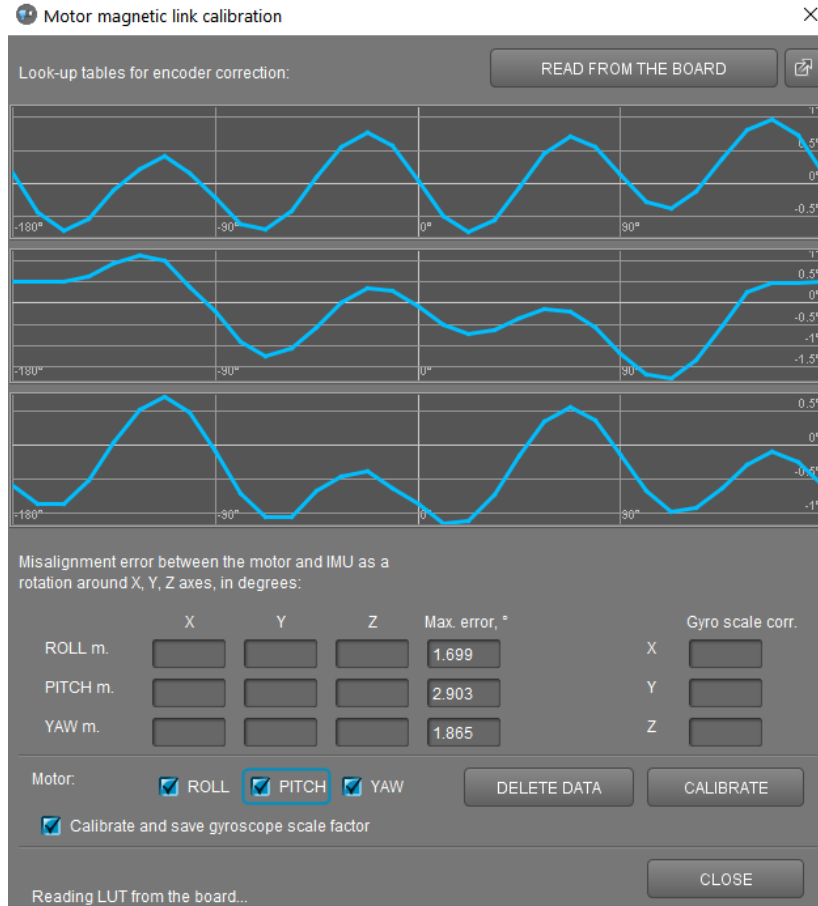 Motor magnetic link calibration
Look-up tables for encoder correction:
READ FROM THE BOARD
1°
0.5°
0°
-0.5°
-180° -90° 0° 90°
1°
0.5°
0°
-0.5°
-1°
-1.5°
-180° -90° 0° 90°
0.5°
0°
-0.5°
-1°
-180° -90° 0° 90°
Misalignment error between the motor and IMU as a
rotation around X, Y, Z axes, in degrees:
X Y Z Max. error, ° Gyro scale corr.
ROLL m. 1.699 X
PITCH m. 2.903 Y
YAW m. 1.865 Z
Motor: ROLL PITCH YAW DELETE DATA CALIBRATE
Calibrate and save gyroscope scale factor
CLOSE
Reading LUT from the board...